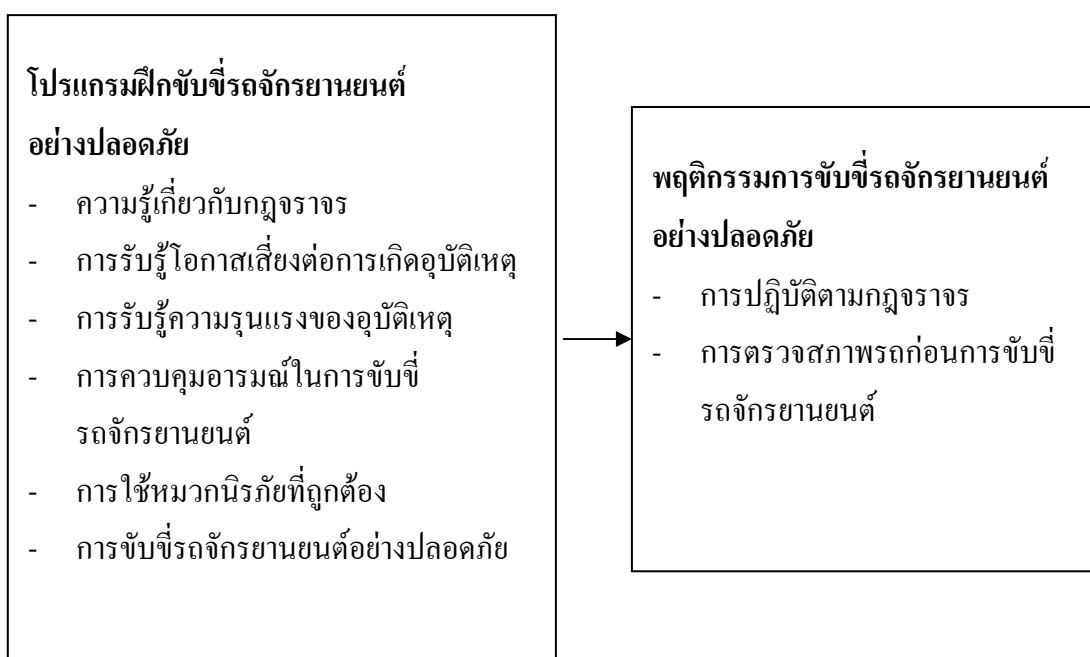 โปรแกรมฝึกขับขี่รถจักรยานยนต์
อย่างปลอดภัย
- ความรู้เกี่ยวกับกฎจราจร
- การรับรู้โอกาสเสี่ยงต่อการเกิดอุบัติเหตุ
- การรับรู้ความรุนแรงของอุบัติเหตุ
- การควบคุมอารมณ์ในการขับขี่
รถจักรยานยนต์
- การใช้หมวกนิรภัยที่ถูกต้อง
- การขับขี่รถจักรยานยนต์อย่างปลอดภัย
พฤติกรรมการขับขี่รถจักรยานยนต์
อย่างปลอดภัย
- การปฏิบัติตามกฎจราจร
- การตรวจสภาพรถก่อนการขับขี่
รถจักรยานยนต์